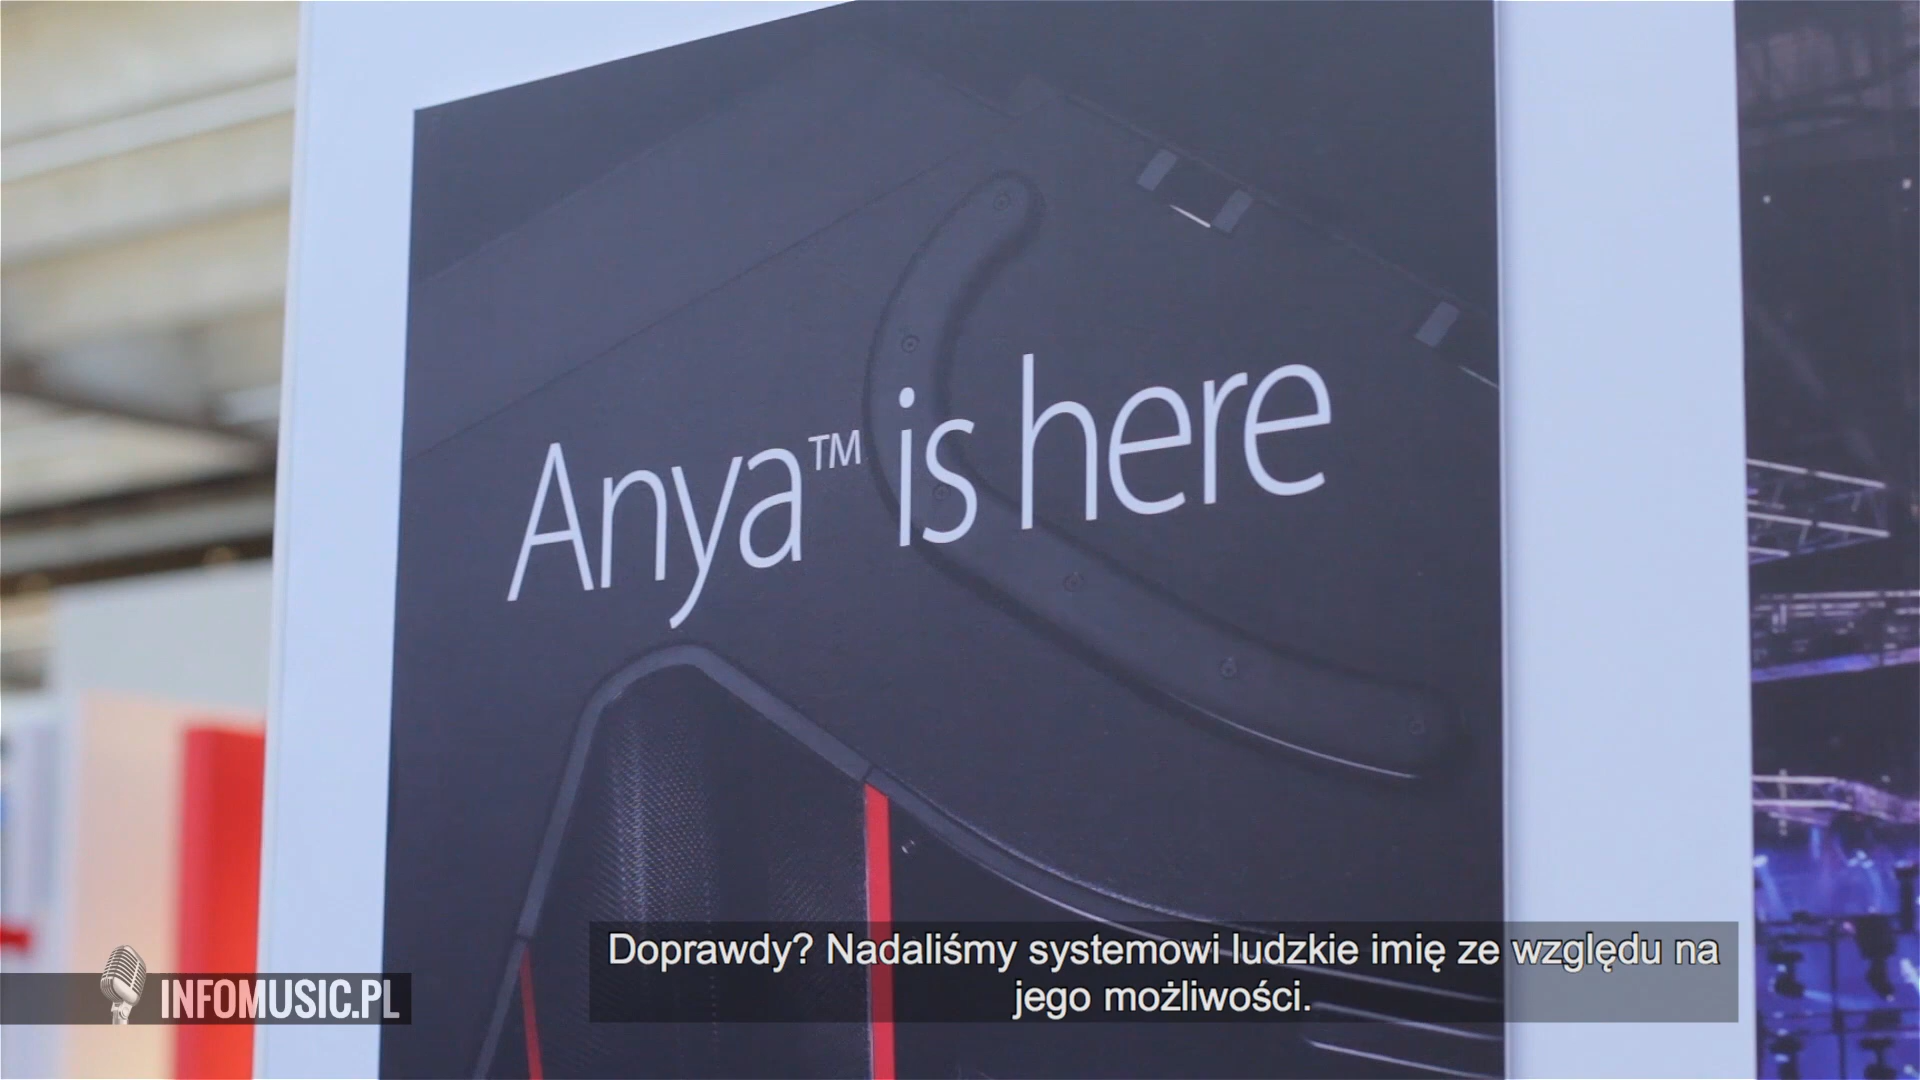 Anya™ is here
Doprawdy? Nadaliśmy systemowi ludzkie imię ze względu na
jego możliwości.
INFOMUSIC.PL